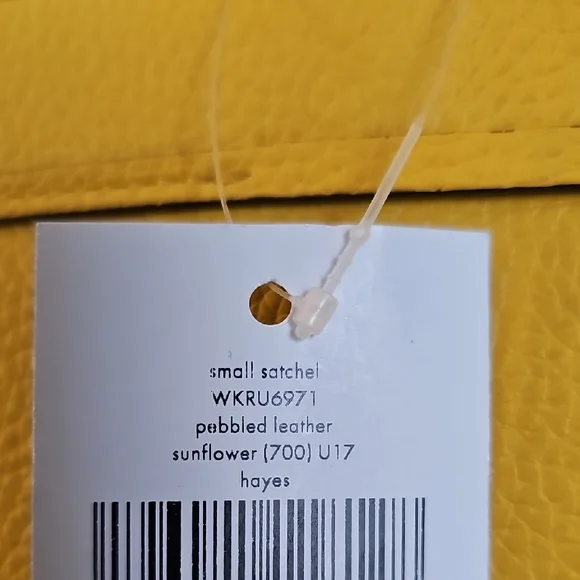 small satchel
WKRU6971
pebbled leather
sunflower (700) U17
hayes